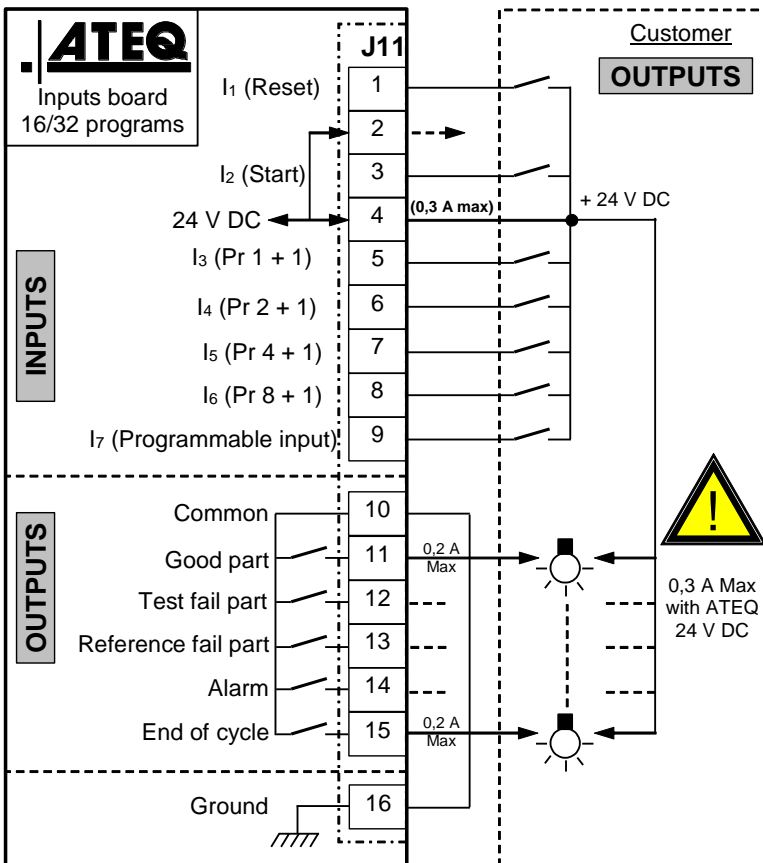 ATEQ
Inputs board
16/32 programs
J11
Customer
OUTPUTS
I1 (Reset)
1
2
I2 (Start)
3
24 V DC
4
(0,3 A max)
+ 24 V DC
I3 (Pr 1 + 1)
5
I4 (Pr 2 + 1)
6
I5 (Pr 4 + 1)
7
I6 (Pr 8 + 1)
8
I7 (Programmable input)
9
INPUTS
Common
10
Good part
11
0,2 A
Max
Test fail part
12
Reference fail part
13
Alarm
14
End of cycle
15
0,2 A
Max
OUTPUTS
!
0,3 A Max
with ATEQ
24 V DC
Ground
16